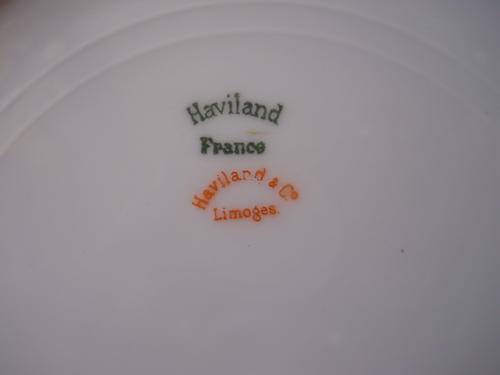 Haviland
France
Haviland & Co
Limoges.